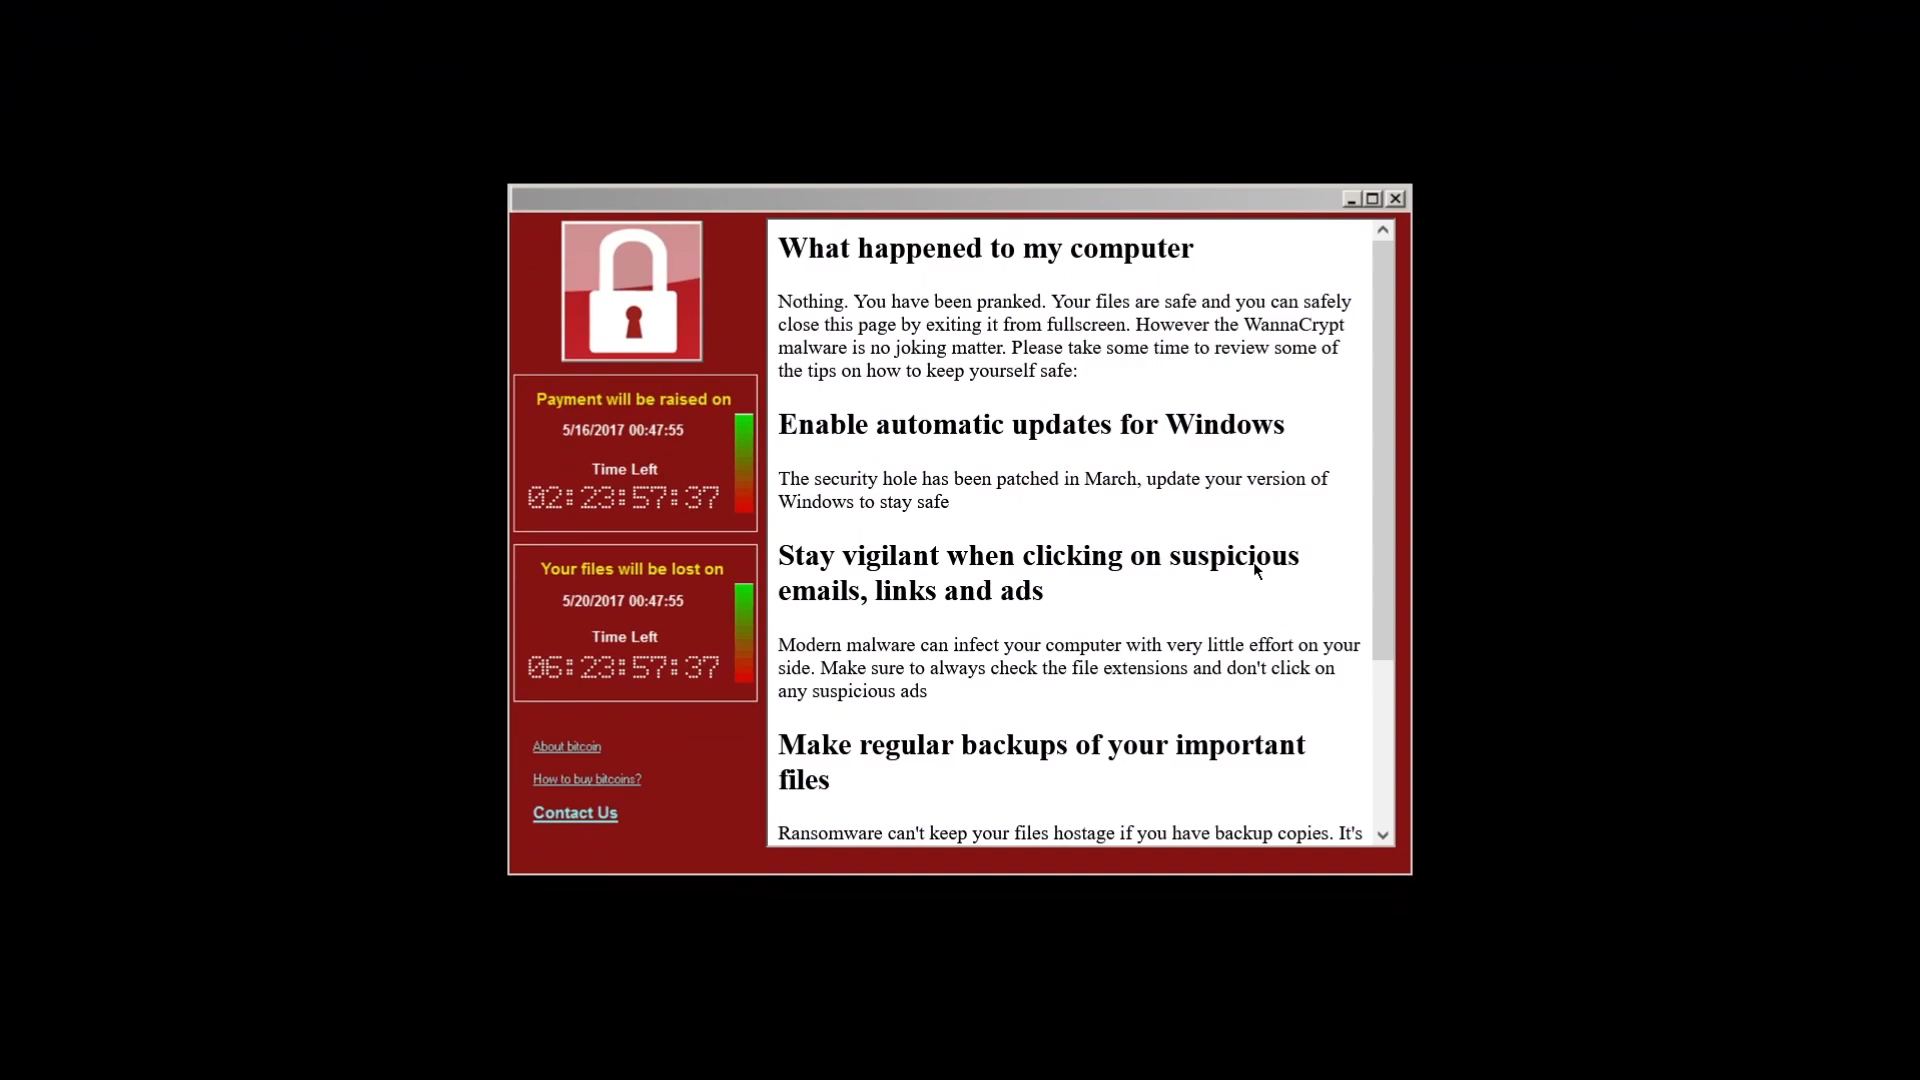 Payment will be raised on
5/16/2017 00:47:55
Time Left
02:23:57:37
Your files will be lost on
5/20/2017 00:47:55
Time Left
06:23:57:37
About bitcoin
How to buy bitcoins?
Contact Us
What happened to my computer
Nothing. You have been pranked. Your files are safe and you can safely
close this page by exiting it from fullscreen. However the WannaCrypt
malware is no joking matter. Please take some time to review some of
the tips on how to keep yourself safe:
Enable automatic updates for Windows
The security hole has been patched in March, update your version of
Windows to stay safe
Stay vigilant when clicking on suspicious
emails, links and ads
Modern malware can infect your computer with very little effort on your
side. Make sure to always check the file extensions and don't click on
any suspicious ads
Make regular backups of your important
files
Ransomware can't keep your files hostage if you have backup copies. It's